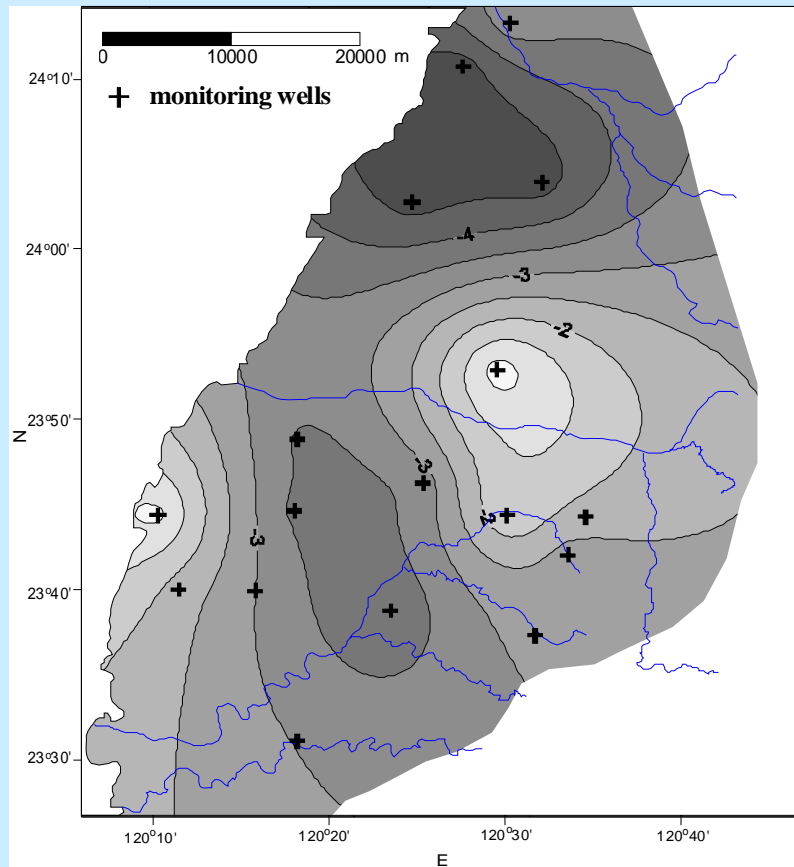 0 10000 20000 m
monitoring wells
24º10'
24º00'
23º50'
23º40'
23º30'
N
-4
-3
-2
-3
-2
-3
120º10' 120º20' 120º30' 120º40'
E